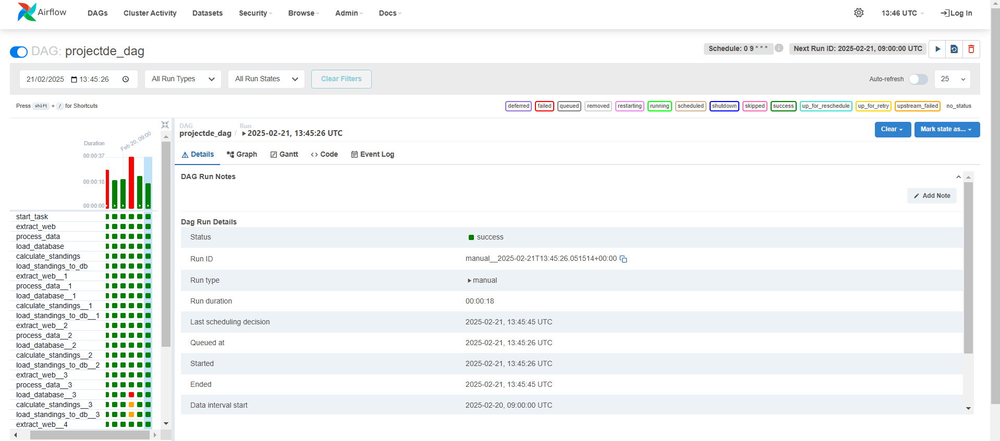 Airflow DAGs Cluster Activity Datasets Security Browse Admin Docs 13:46 UTC Log In
DAG: projectde_dag Schedule: 0 9 * * * i Next Run ID: 2025-02-21, 09:00:00 UTC
21/02/2025 13:45:26 All Run Types All Run States Clear Filters Auto-refresh 25
Press shift + / for Shortcuts deferred failed queued removed restarting running scheduled shutdown skipped success up_for_reschedule up_for_retry upstream_failed no_status
Duration
Feb 20, 09:00
00:00:37
00:00:18
00:00:00
start_task
extract_web
process_data
load_database
calculate_standings
load_standings_to_db
extract_web__1
process_data__1
load_database__1
calculate_standings__1
load_standings_to_db__1
extract_web__2
process_data__2
load_database__2
calculate_standings__2
load_standings_to_db__2
extract_web__3
process_data__3
load_database__3
calculate_standings__3
load_standings_to_db__3
extract_web__4
DAG Run
projectde_dag / 2025-02-21, 13:45:26 UTC Clear Mark state as...
Details Graph Gantt Code Event Log
DAG Run Notes
Add Note
Dag Run Details
Status success
Run ID manual__2025-02-21T13:45:26.051514+00:00
Run type manual
Run duration 00:00:18
Last scheduling decision 2025-02-21, 13:45:45 UTC
Queued at 2025-02-21, 13:45:26 UTC
Started 2025-02-21, 13:45:26 UTC
Ended 2025-02-21, 13:45:45 UTC
Data interval start 2025-02-20, 09:00:00 UTC